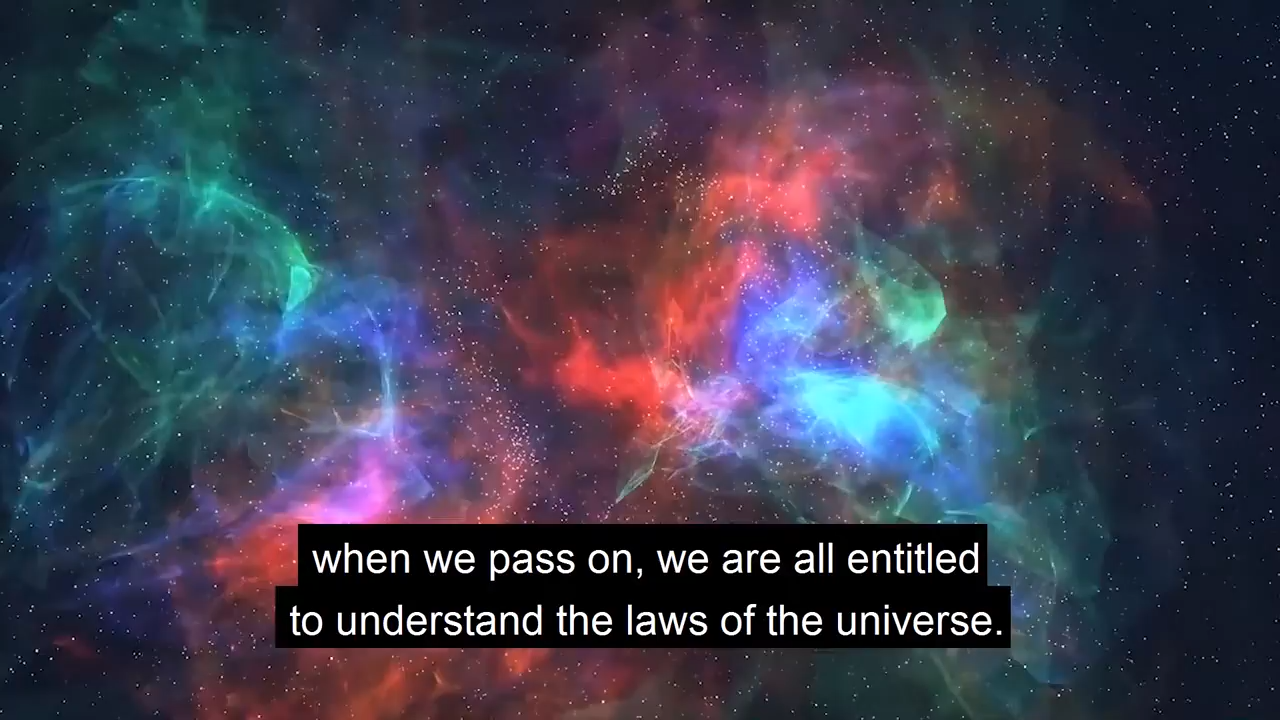 when we pass on, we are all entitled
to understand the laws of the universe.